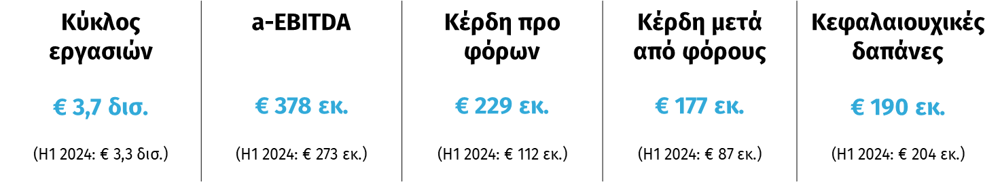 Κύκλος
εργασιών
€ 3,7 δισ.
(H1 2024: € 3,3 δισ.)
a-EBITDA
€ 378 εκ.
(H1 2024: € 273 εκ.)
Κέρδη προ
φόρων
€ 229 εκ.
(H1 2024: € 112 εκ.)
Κέρδη μετά
από φόρους
€ 177 εκ.
(H1 2024: € 87 εκ.)
Κεφαλαιουχικές
δαπάνες
€ 190 εκ.
(H1 2024: € 204 εκ.)